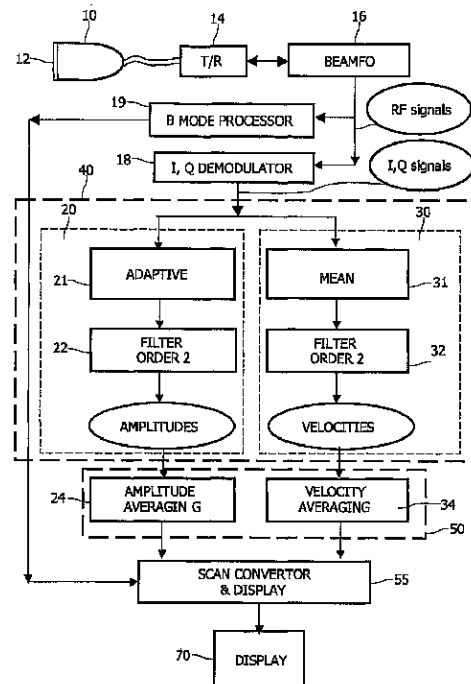 10
14
16
12
T/R
BEAMFO
19
B MODE PROCESSOR
RF signals
18
I, Q DEMODULATOR
I,Q signals
40
20
30
21
ADAPTIVE
MEAN
31
22
FILTER
ORDER 2
FILTER
ORDER 2
32
AMPLITUDES
VELOCITIES
24
AMPLITUDE
AVERAGIN G
VELOCITY
AVERAGING
34
50
SCAN CONVERTOR
& DISPLAY
55
70
DISPLAY